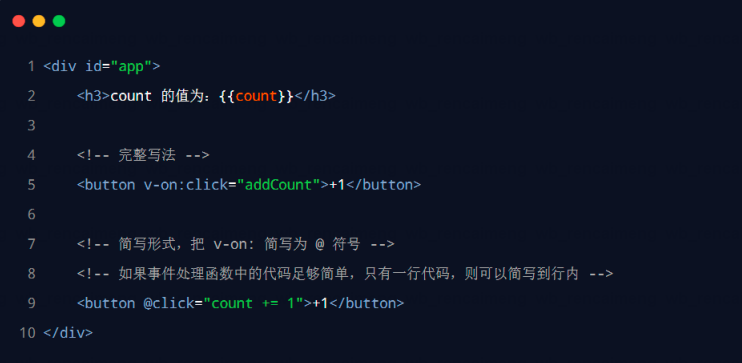 1 <div id="app">
2 <h3>count 的值为：{{count}}</h3>
3
4 <!-- 完整写法 -->
5 <button v-on:click="addCount">+1</button>
6
7 <!-- 简写形式，把 v-on: 简写为 @ 符号 -->
8 <!-- 如果事件处理函数中的代码足够简单，只有一行代码，则可以简写到行内 -->
9 <button @click="count += 1">+1</button>
10 </div>